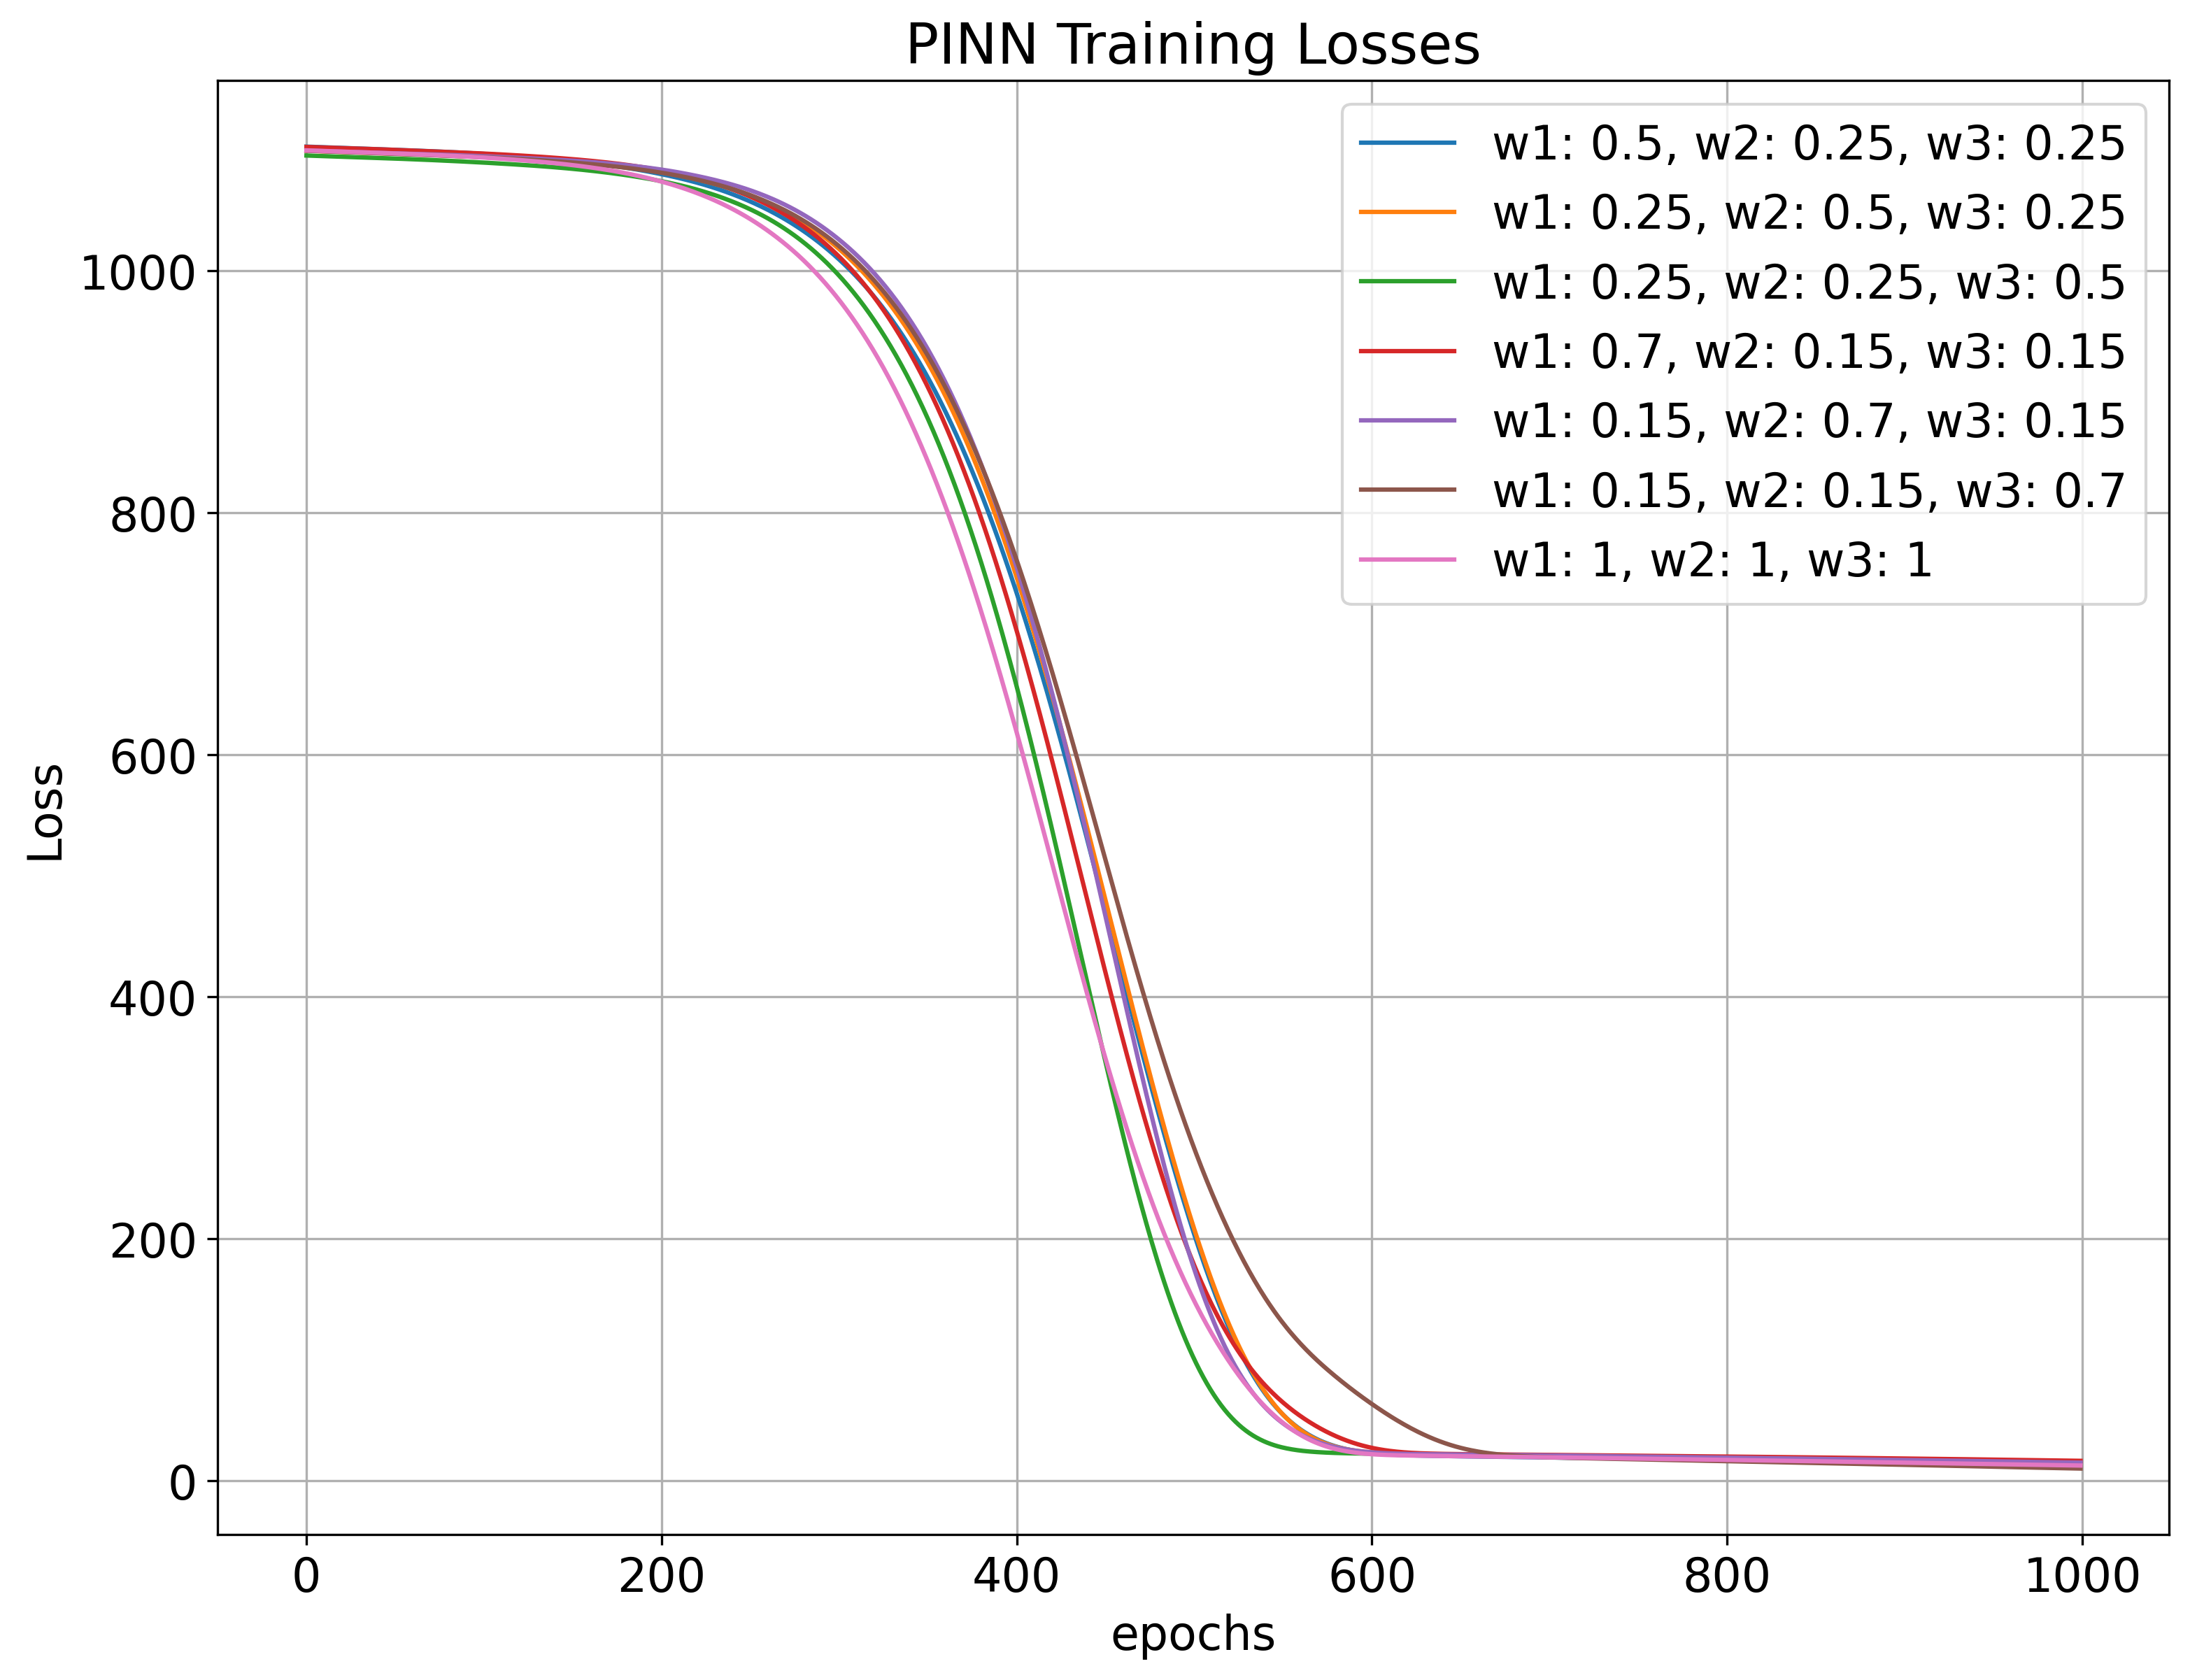 PINN Training Losses
w1: 0.5, w2: 0.25, w3: 0.25
w1: 0.25, w2: 0.5, w3: 0.25
w1: 0.25, w2: 0.25, w3: 0.5
w1: 0.7, w2: 0.15, w3: 0.15
w1: 0.15, w2: 0.7, w3: 0.15
w1: 0.15, w2: 0.15, w3: 0.7
w1: 1, w2: 1, w3: 1
1000
800
600
400
200
0
Loss
0 200 400 600 800 1000
epochs